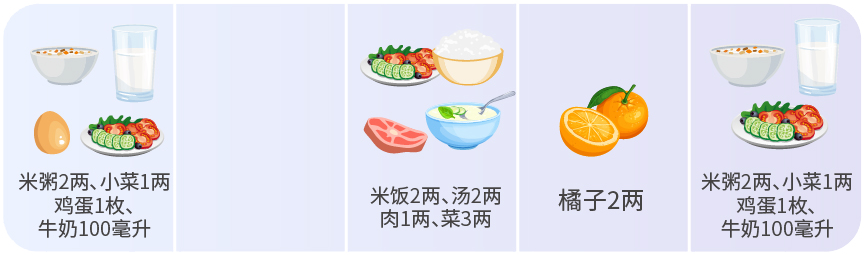 米粥2两、小菜1两
鸡蛋1枚、
牛奶100毫升
米饭2两、汤2两
肉1两、菜3两
橘子2两
米粥2两、小菜1两
鸡蛋1枚、
牛奶100毫升